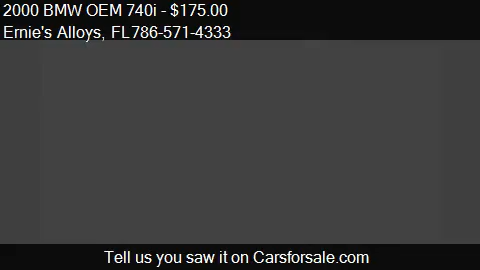 2000 BMW OEM 740i - $175.00
Ernie's Alloys, FL786-571-4333
Tell us you saw it on Carsforsale.com